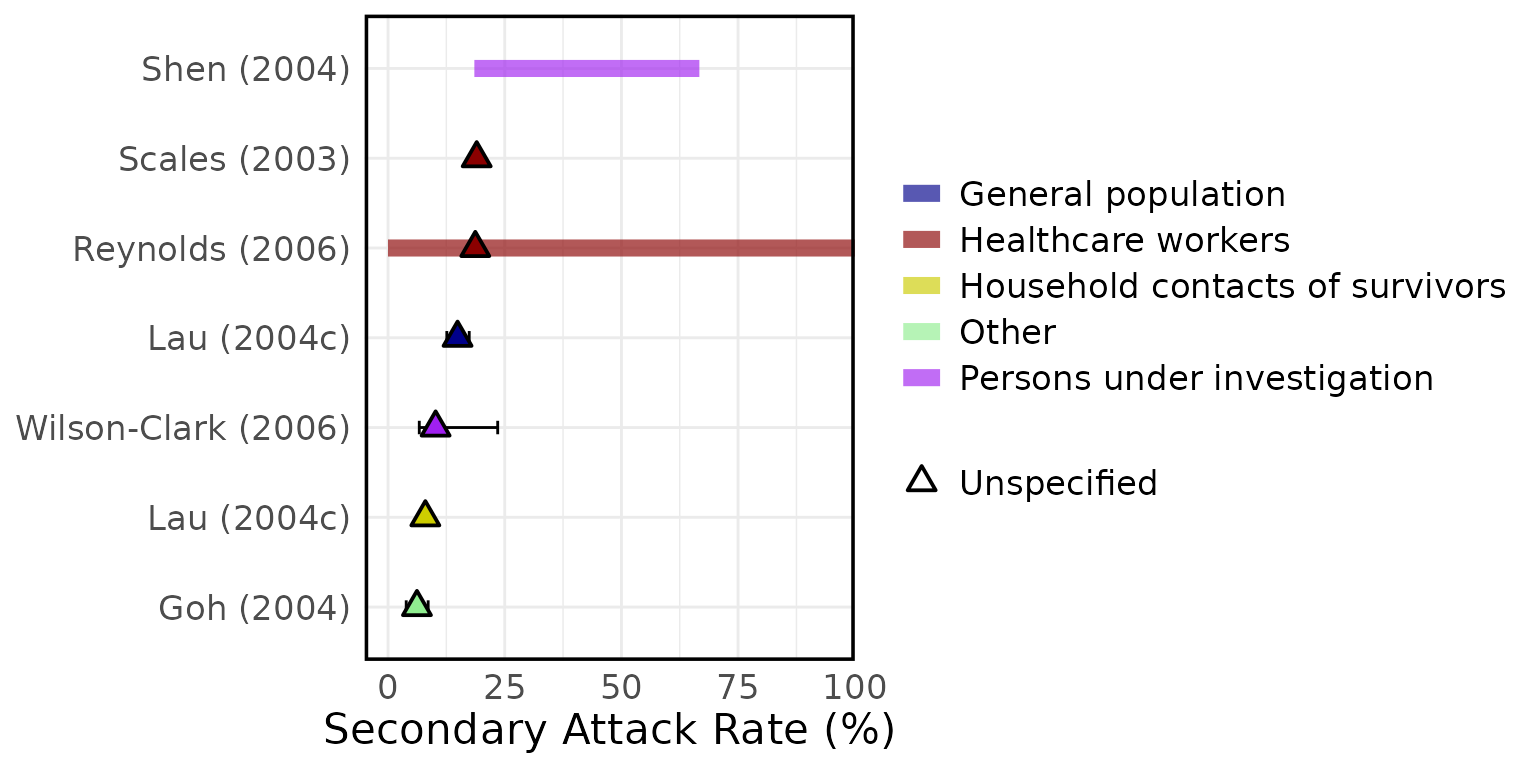 Shen (2004)
Scales (2003)
Reynolds (2006)
Lau (2004c)
Wilson-Clark (2006)
Lau (2004c)
Goh (2004)
0 25 50 75 100
Secondary Attack Rate (%)
General population
Healthcare workers
Household contacts of survivors
Other
Persons under investigation
Unspecified